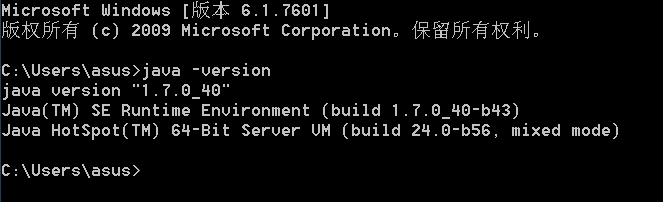 Microsoft Windows [版本 6.1.7601]
版权所有 (c) 2009 Microsoft Corporation。保留所有权利。
C:\Users\asus>java -version
java version "1.7.0_40"
Java(TM) SE Runtime Environment (build 1.7.0_40-b43)
Java HotSpot(TM) 64-Bit Server VM (build 24.0-b56, mixed mode)
C:\Users\asus>